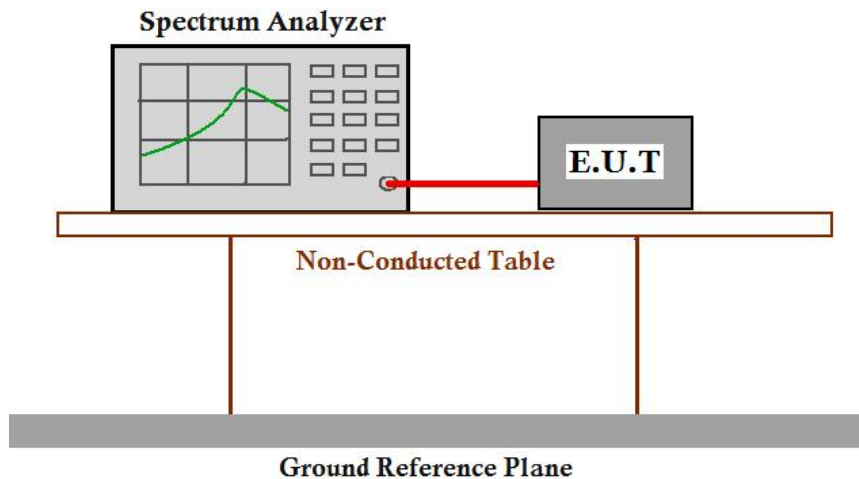 Spectrum Analyzer
E.U.T
Non-Conducted Table
Ground Reference Plane